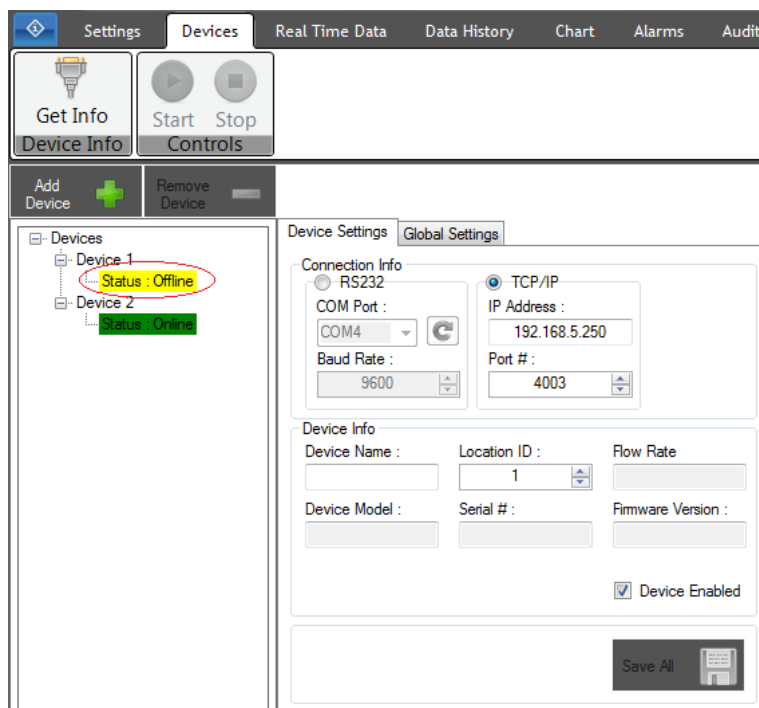 Settings Devices Real Time Data Data History Chart Alarms Audit
Get Info Start Stop
Device Info Controls
Add Device Remove Device
Devices
Device 1
Status : Offline
Device 2
Status : Online
Device Settings Global Settings
Connection Info
RS232 TCP/IP
COM Port : IP Address :
COM4 192.168.5.250
Baud Rate : Port # :
9600 4003
Device Info
Device Name : Location ID : Flow Rate
1
Device Model : Serial # : Firmware Version :
Device Enabled
Save All